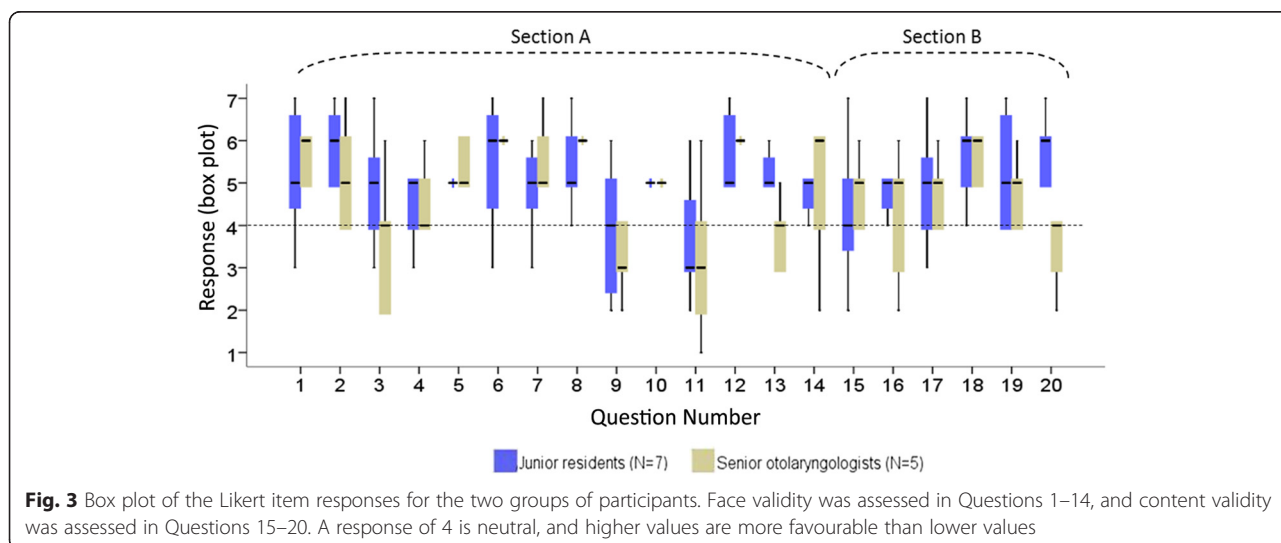 Section A Section B
7
6
5
4
3
2
1
Response (box plot)
1 2 3 4 5 6 7 8 9 10 11 12 13 14 15 16 17 18 19 20
Question Number
Junior residents (N=7) Senior otolaryngologists (N=5)
Fig. 3 Box plot of the Likert item responses for the two groups of participants. Face validity was assessed in Questions 1–14, and content validity
was assessed in Questions 15–20. A response of 4 is neutral, and higher values are more favourable than lower values